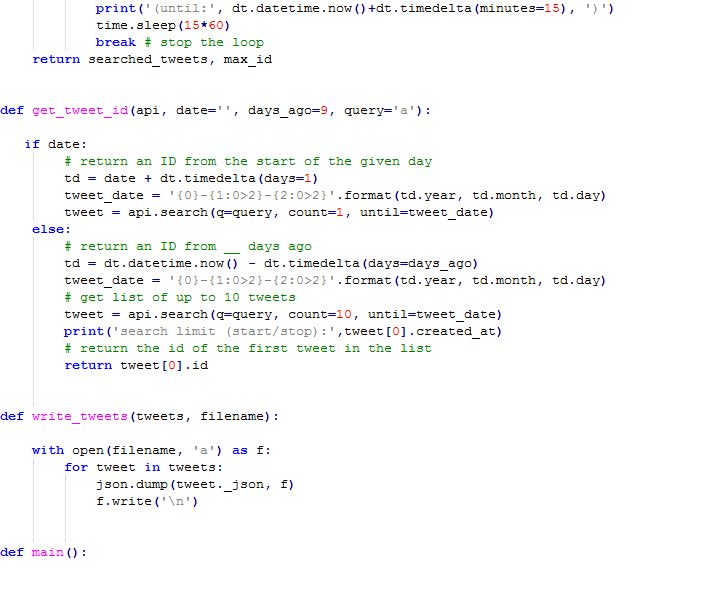 print('(until:', dt.datetime.now()+dt.timedelta(minutes=15), ')')
            time.sleep(15*60)
            break # stop the loop
    return searched_tweets, max_id
def get_tweet_id(api, date='', days_ago=9, query='a'):
   if date:
        # return an ID from the start of the given day
        td = date + dt.timedelta(days=1)
        tweet_date = '{0}-{1:0>2}-{2:0>2}'.format(td.year, td.month, td.day)
        tweet = api.search(q=query, count=1, until=tweet_date)
    else:
        # return an ID from __ days ago
        td = dt.datetime.now() - dt.timedelta(days=days_ago)
        tweet_date = '{0}-{1:0>2}-{2:0>2}'.format(td.year, td.month, td.day)
        # get list of up to 10 tweets
        tweet = api.search(q=query, count=10, until=tweet_date)
        print('search limit (start/stop):',tweet[0].created_at)
        # return the id of the first tweet in the list
        return tweet[0].id
def write_tweets(tweets, filename):
    with open(filename, 'a') as f:
        for tweet in tweets:
            json.dump(tweet._json, f)
            f.write('\n')
def main():